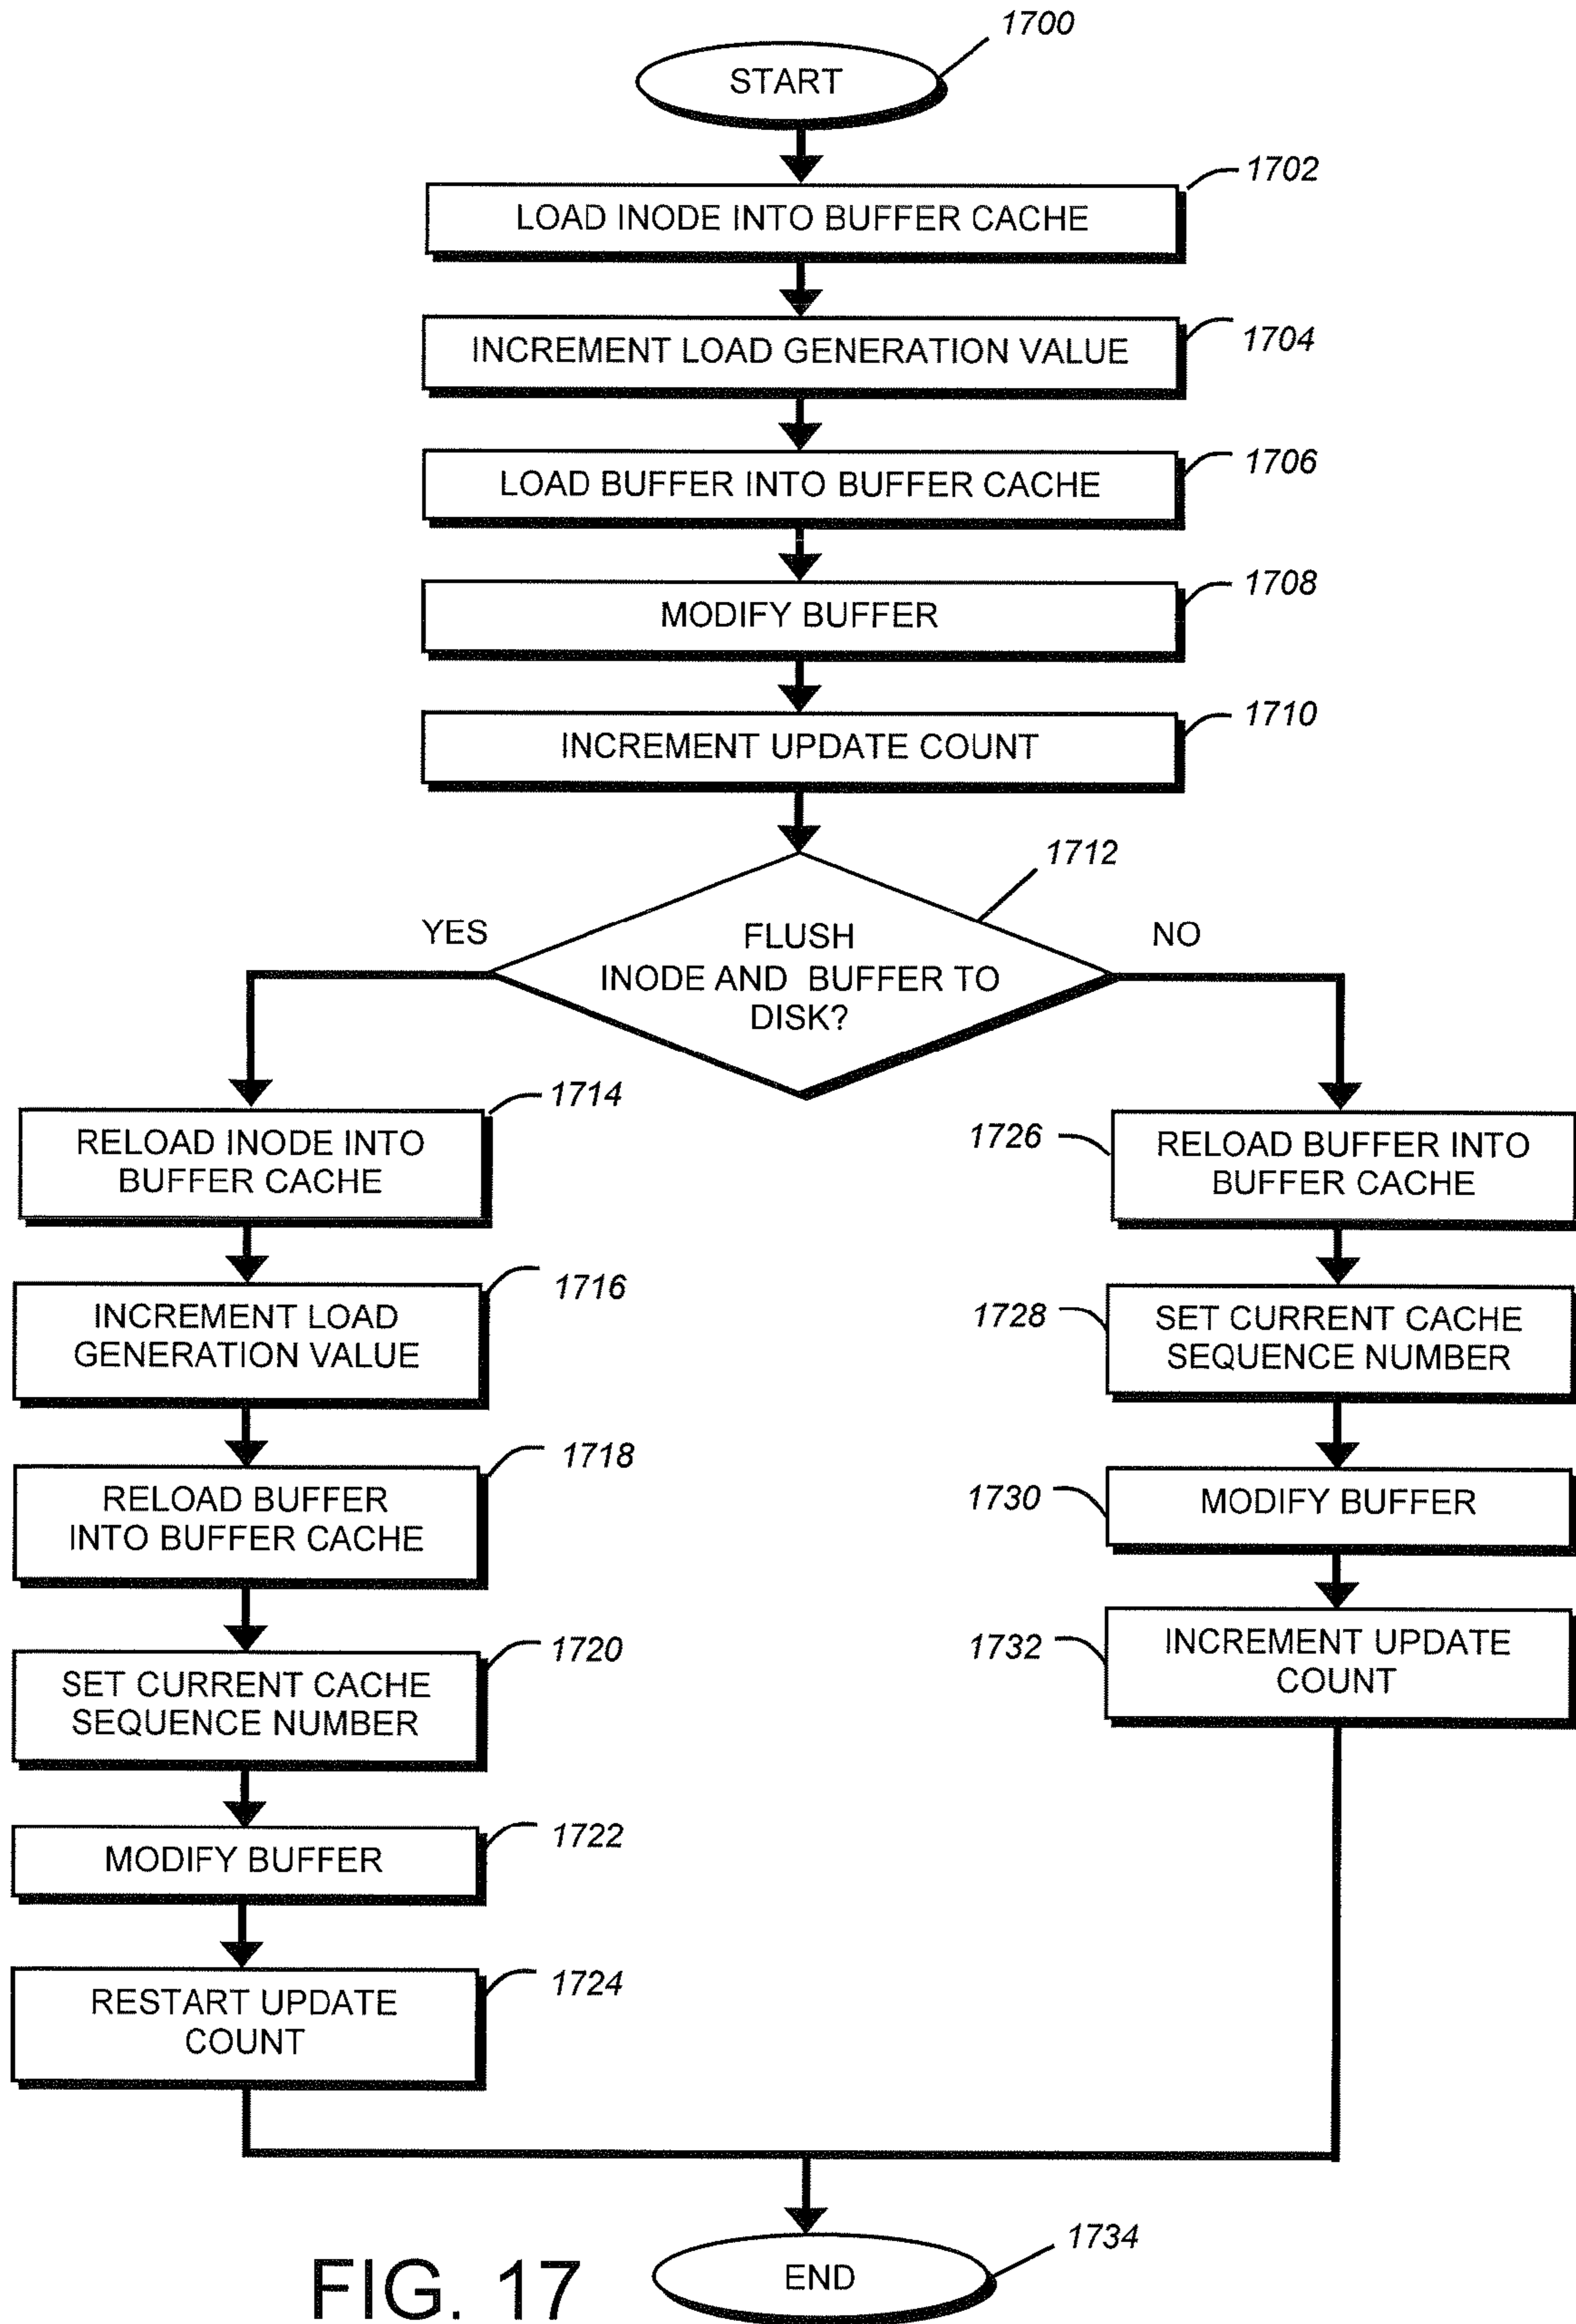 1700
START
1702
LOAD INODE INTO BUFFER CACHE
1704
INCREMENT LOAD GENERATION VALUE
1706
LOAD BUFFER INTO BUFFER CACHE
1708
MODIFY BUFFER
1710
INCREMENT UPDATE COUNT
1712
YES
NO
FLUSH
INODE AND BUFFER TO
DISK?
1714
RELOAD INODE INTO
BUFFER CACHE
1716
INCREMENT LOAD
GENERATION VALUE
1718
RELOAD BUFFER
INTO BUFFER CACHE
1720
SET CURRENT CACHE
SEQUENCE NUMBER
1722
MODIFY BUFFER
1724
RESTART UPDATE
COUNT
1726
RELOAD BUFFER INTO
BUFFER CACHE
1728
SET CURRENT CACHE
SEQUENCE NUMBER
1730
MODIFY BUFFER
1732
INCREMENT UPDATE
COUNT
1734
END
FIG. 17